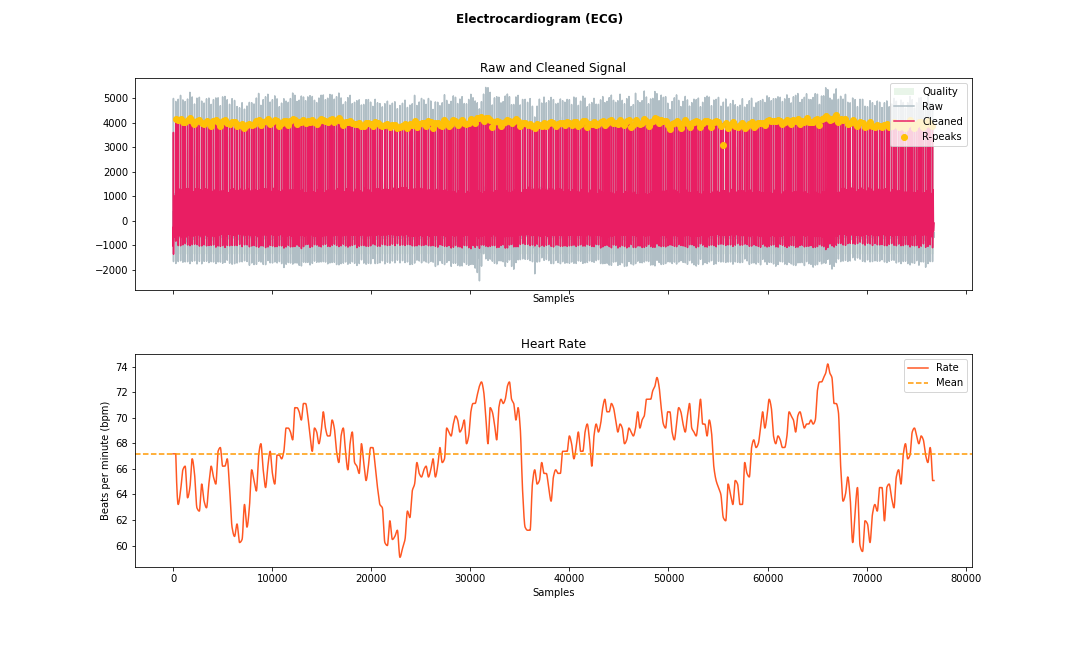 Electrocardiogram (ECG)
Raw and Cleaned Signal
5000
4000
3000
2000
1000
0
−1000
−2000
Quality
Raw
Cleaned
R-peaks
Samples
Heart Rate
Beats per minute (bpm)
74
72
70
68
66
64
62
60
Rate
Mean
0 10000 20000 30000 40000 50000 60000 70000 80000
Samples